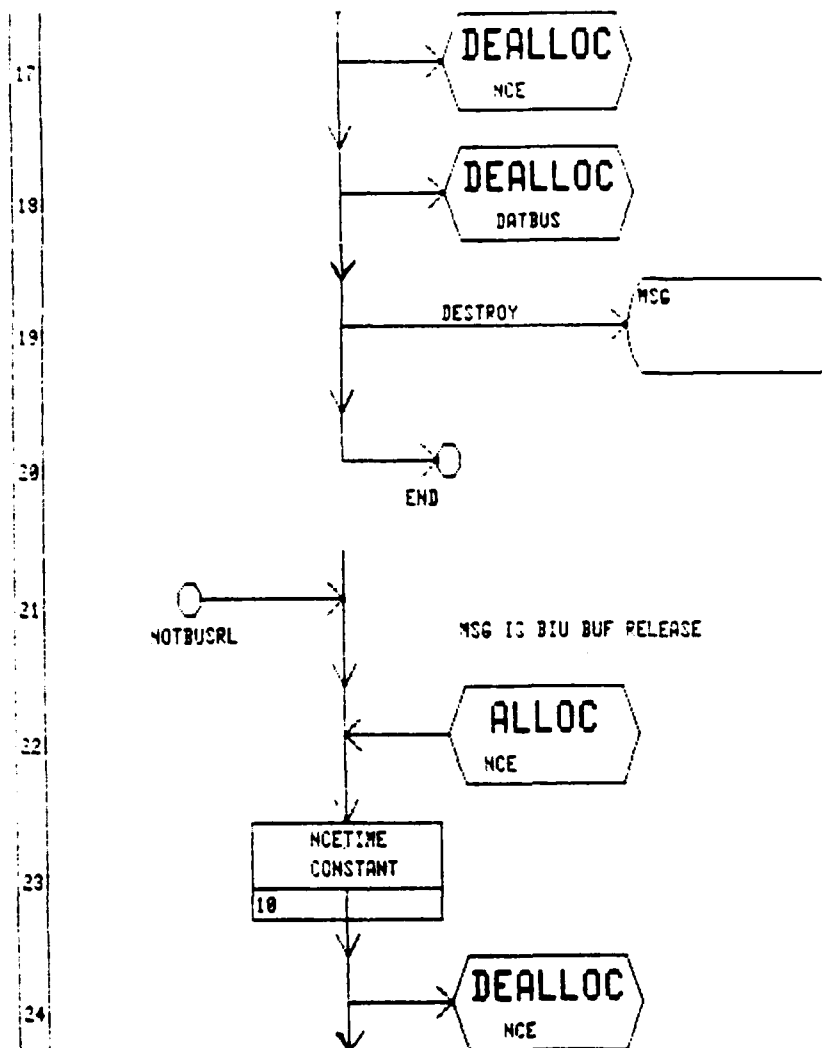 17
DEALLOC
NCE
18
DEALLOC
DATBUS
19
DESTROY
MSG
20
END
21
NOTBUSRL
MSG IS BIU BUF RELEASE
22
ALLOC
NCE
NCETIME
CONSTANT
23
10
24
DEALLOC
NCE